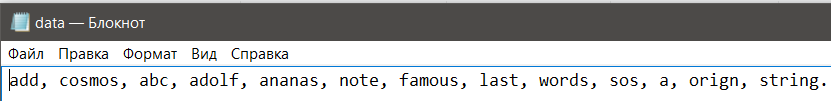 data — Блокнот
Файл Правка Формат Вид Справка
add, cosmos, abc, adolf, ananas, note, famous, last, words, sos, a, orign, string.